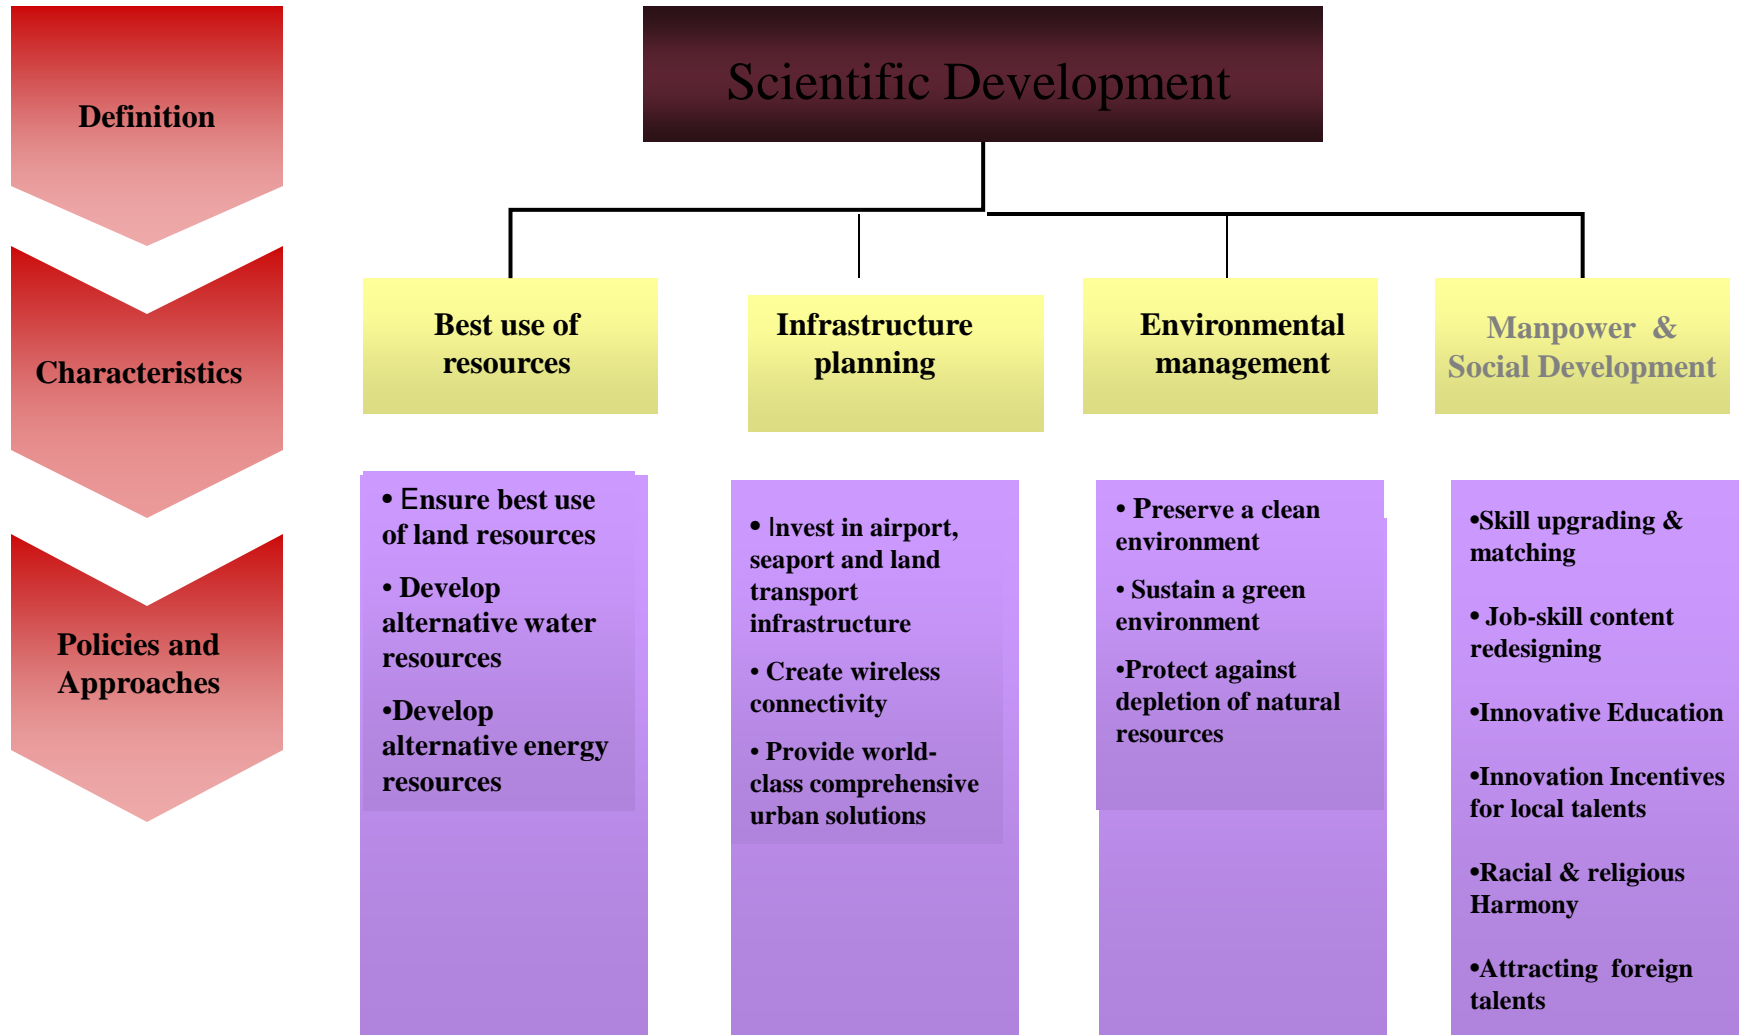 Scientific Development
Definition
Characteristics
Policies and
Approaches
Best use of
resources
Infrastructure
planning
Environmental
management
Manpower &
Social Development
• Ensure best use
of land resources
• Develop
alternative water
resources
•Develop
alternative energy
resources
• Invest in airport,
seaport and land
transport
infrastructure
• Create wireless
connectivity
• Provide world-
class comprehensive
urban solutions
• Preserve a clean
environment
• Sustain a green
environment
•Protect against
depletion of natural
resources
•Skill upgrading &
matching
• Job-skill content
redesigning
•Innovative Education
•Innovation Incentives
for local talents
•Racial & religious
Harmony
•Attracting foreign
talents